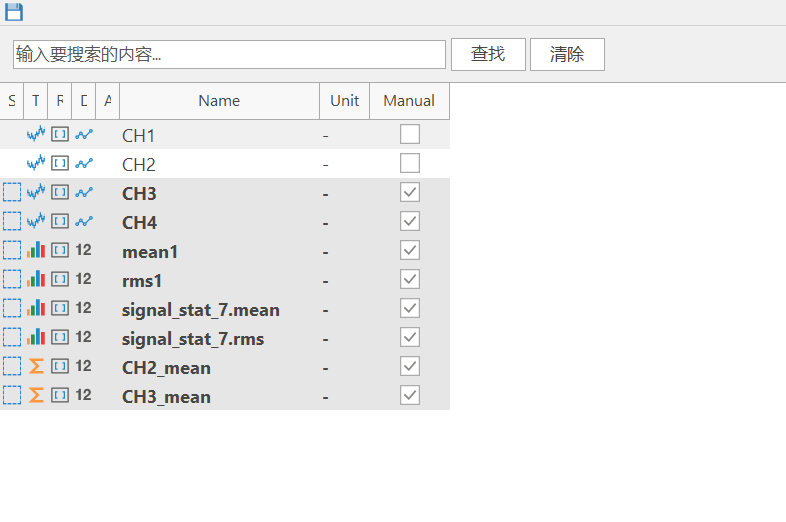 输入要搜索的内容... 查找 清除
S T R D A Name Unit Manual
CH1 -
CH2 -
CH3 -
CH4 -
12 mean1 -
12 rms1 -
12 signal_stat_7.mean -
12 signal_stat_7.rms -
12 CH2_mean -
12 CH3_mean -